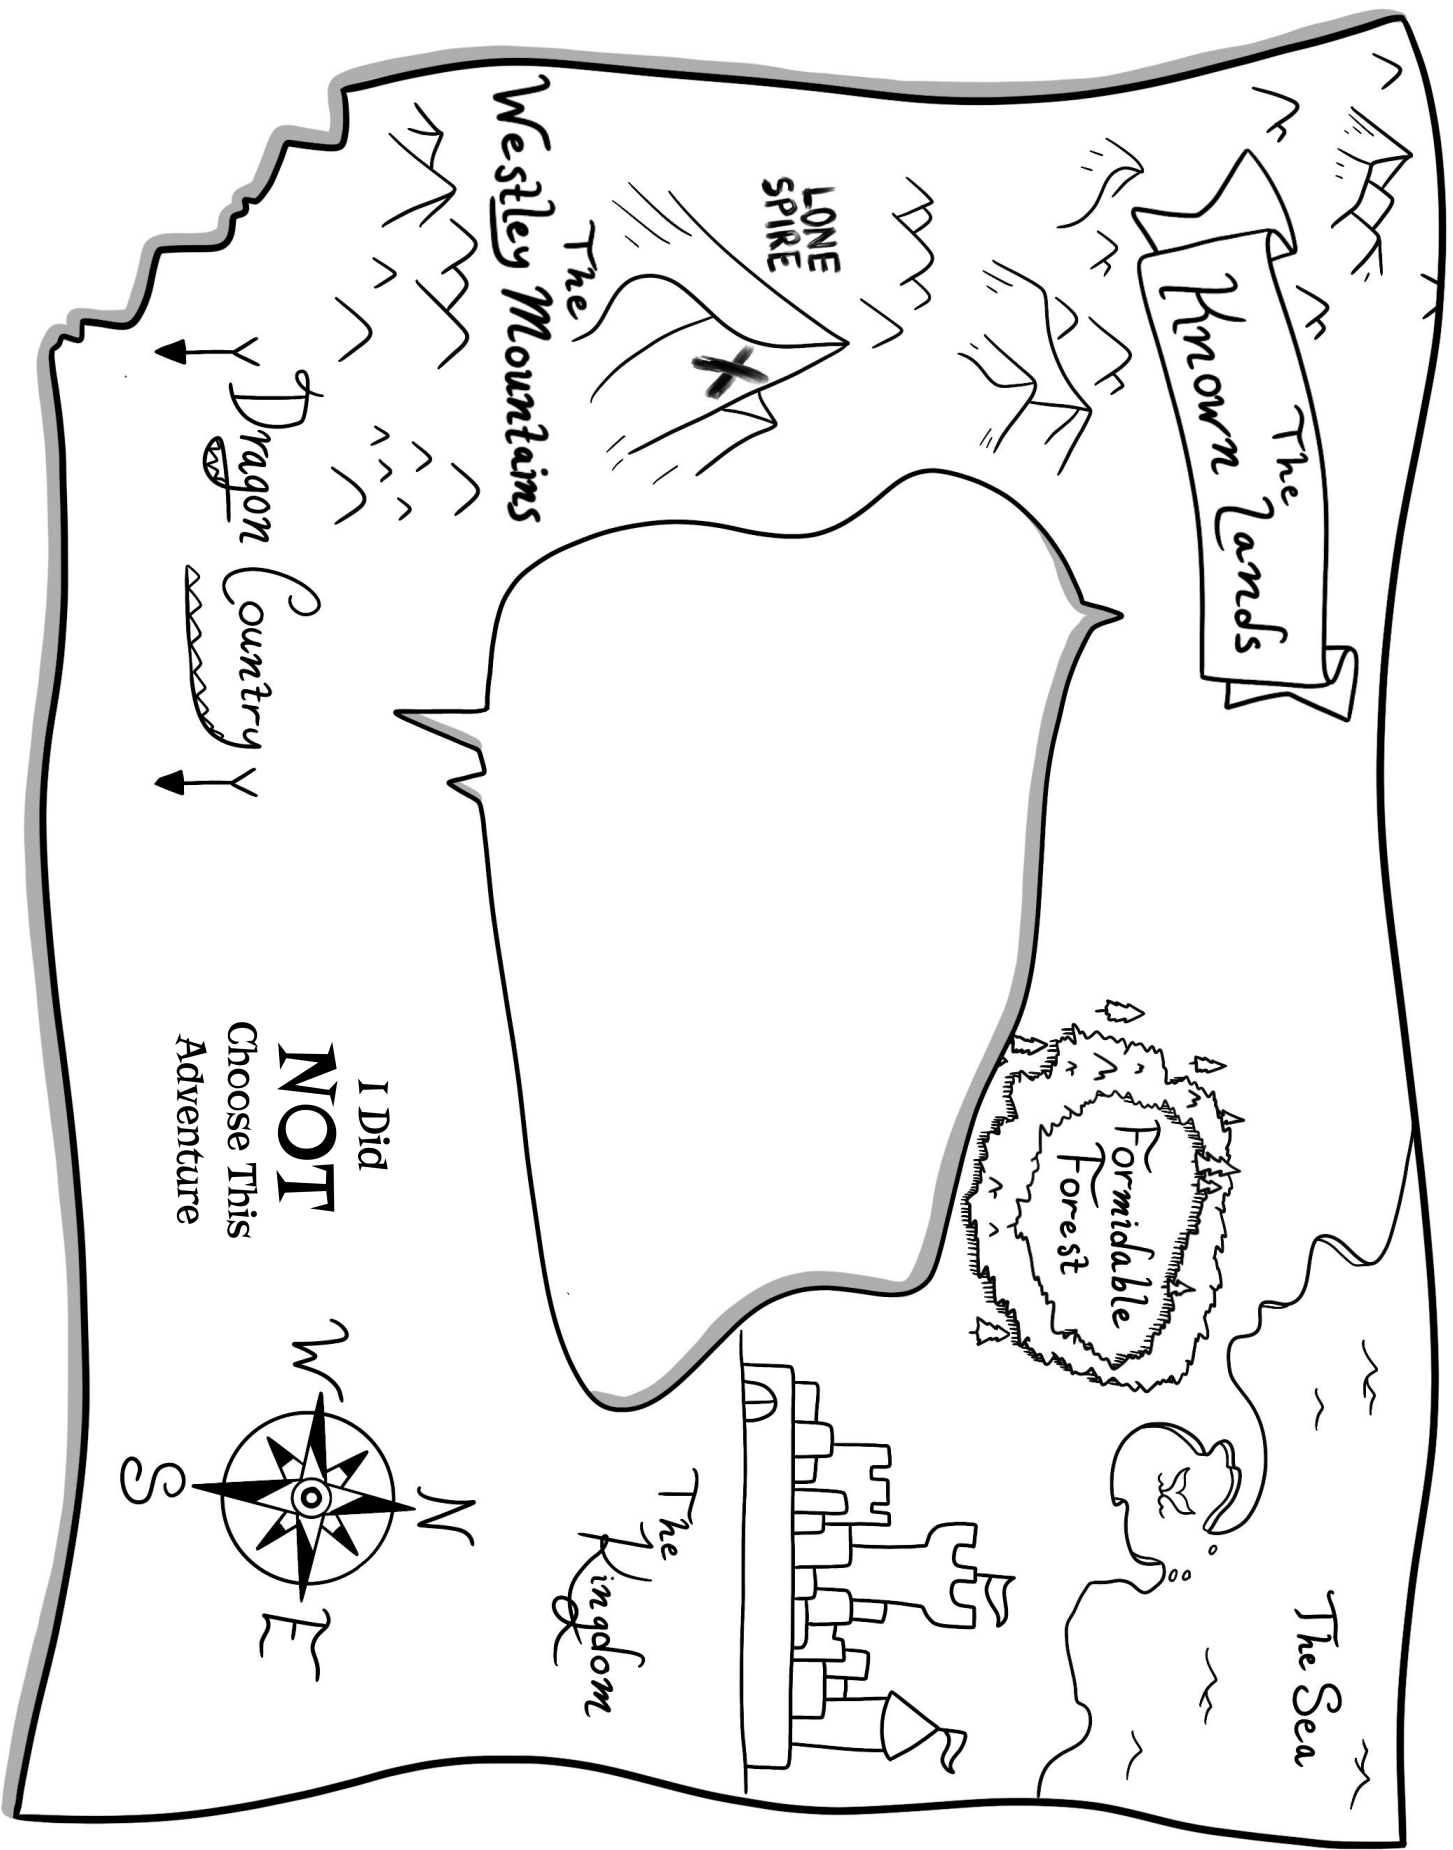 The
Known Lands
LONE
SPIRE
The
Westley Mountains
Dragon Country
Formidable
Forest
The Sea
The
Kingdom
I Did
NOT
Choose This
Adventure
N
W
E
S